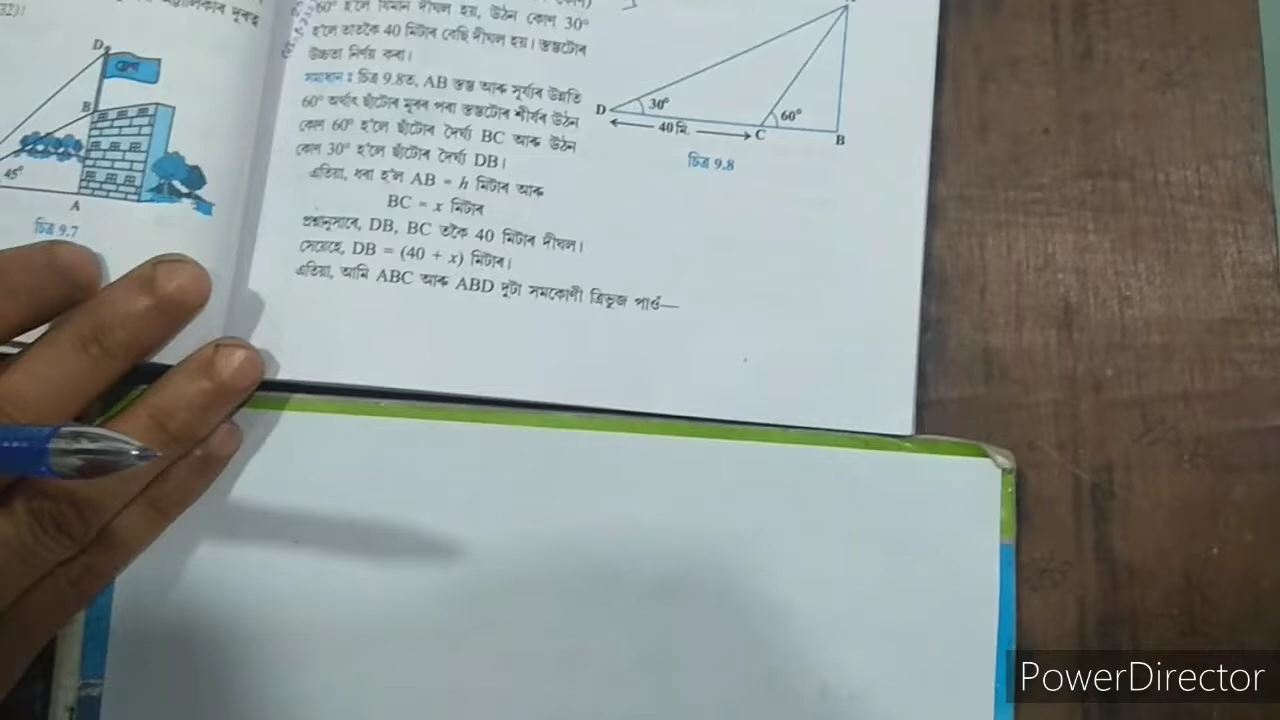 32)।
দূৰত্ব
D
B
45°
A
চিত্ৰ 9.7
60° হ'লে যিমান দীঘল হয়, উঠন কোণ 30°
হ'লে তাতকৈ 40 মিটাৰ বেছি দীঘল হয়। স্তম্ভটোৰ
উচ্চতা নিৰ্ণয় কৰা।
সমাধান : চিত্ৰ 9.8ত, AB স্তম্ভ আৰু সূৰ্য্যৰ উন্নতি
60° অৰ্থাৎ ছাঁটোৰ মূৰৰ পৰা স্তম্ভটোৰ শীৰ্ষৰ উঠন
কোণ 60° হ'লে ছাঁটোৰ দৈৰ্ঘ্য BC আৰু উঠন
কোণ 30° হ'লে ছাঁটোৰ দৈৰ্ঘ্য DB।
এতিয়া, ধৰা হ'ল AB = h মিটাৰ আৰু
BC = x মিটাৰ
প্ৰশ্নানুসাৰে, DB, BC তকৈ 40 মিটাৰ দীঘল।
সেয়েহে, DB = (40 + x) মিটাৰ।
এতিয়া, আমি ABC আৰু ABD দুটা সমকোণী ত্ৰিভুজ পাওঁ—
D 30° 60°
40 মি. C B
চিত্ৰ 9.8
PowerDirector